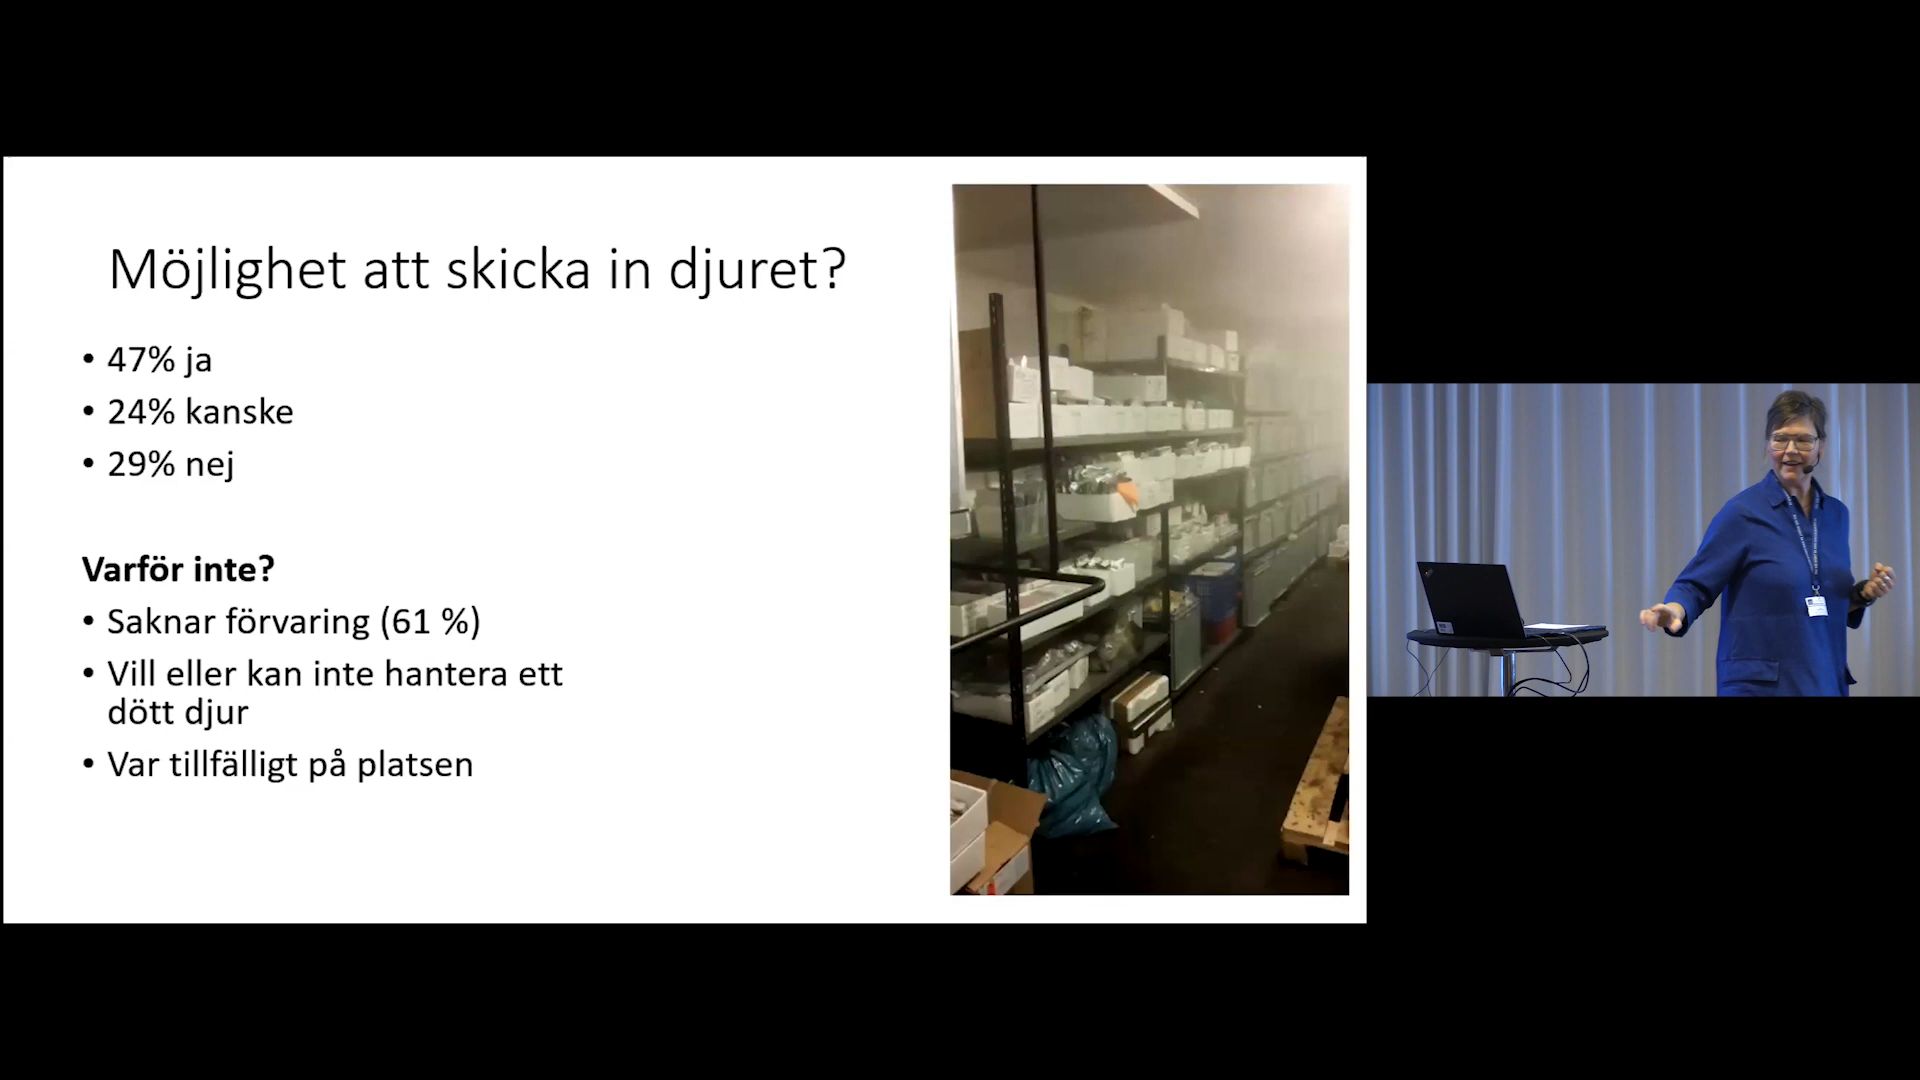 Möjlighet att skicka in djuret?
• 47% ja
• 24% kanske
• 29% nej
Varför inte?
• Saknar förvaring (61 %)
• Vill eller kan inte hantera ett
dött djur
• Var tillfälligt på platsen